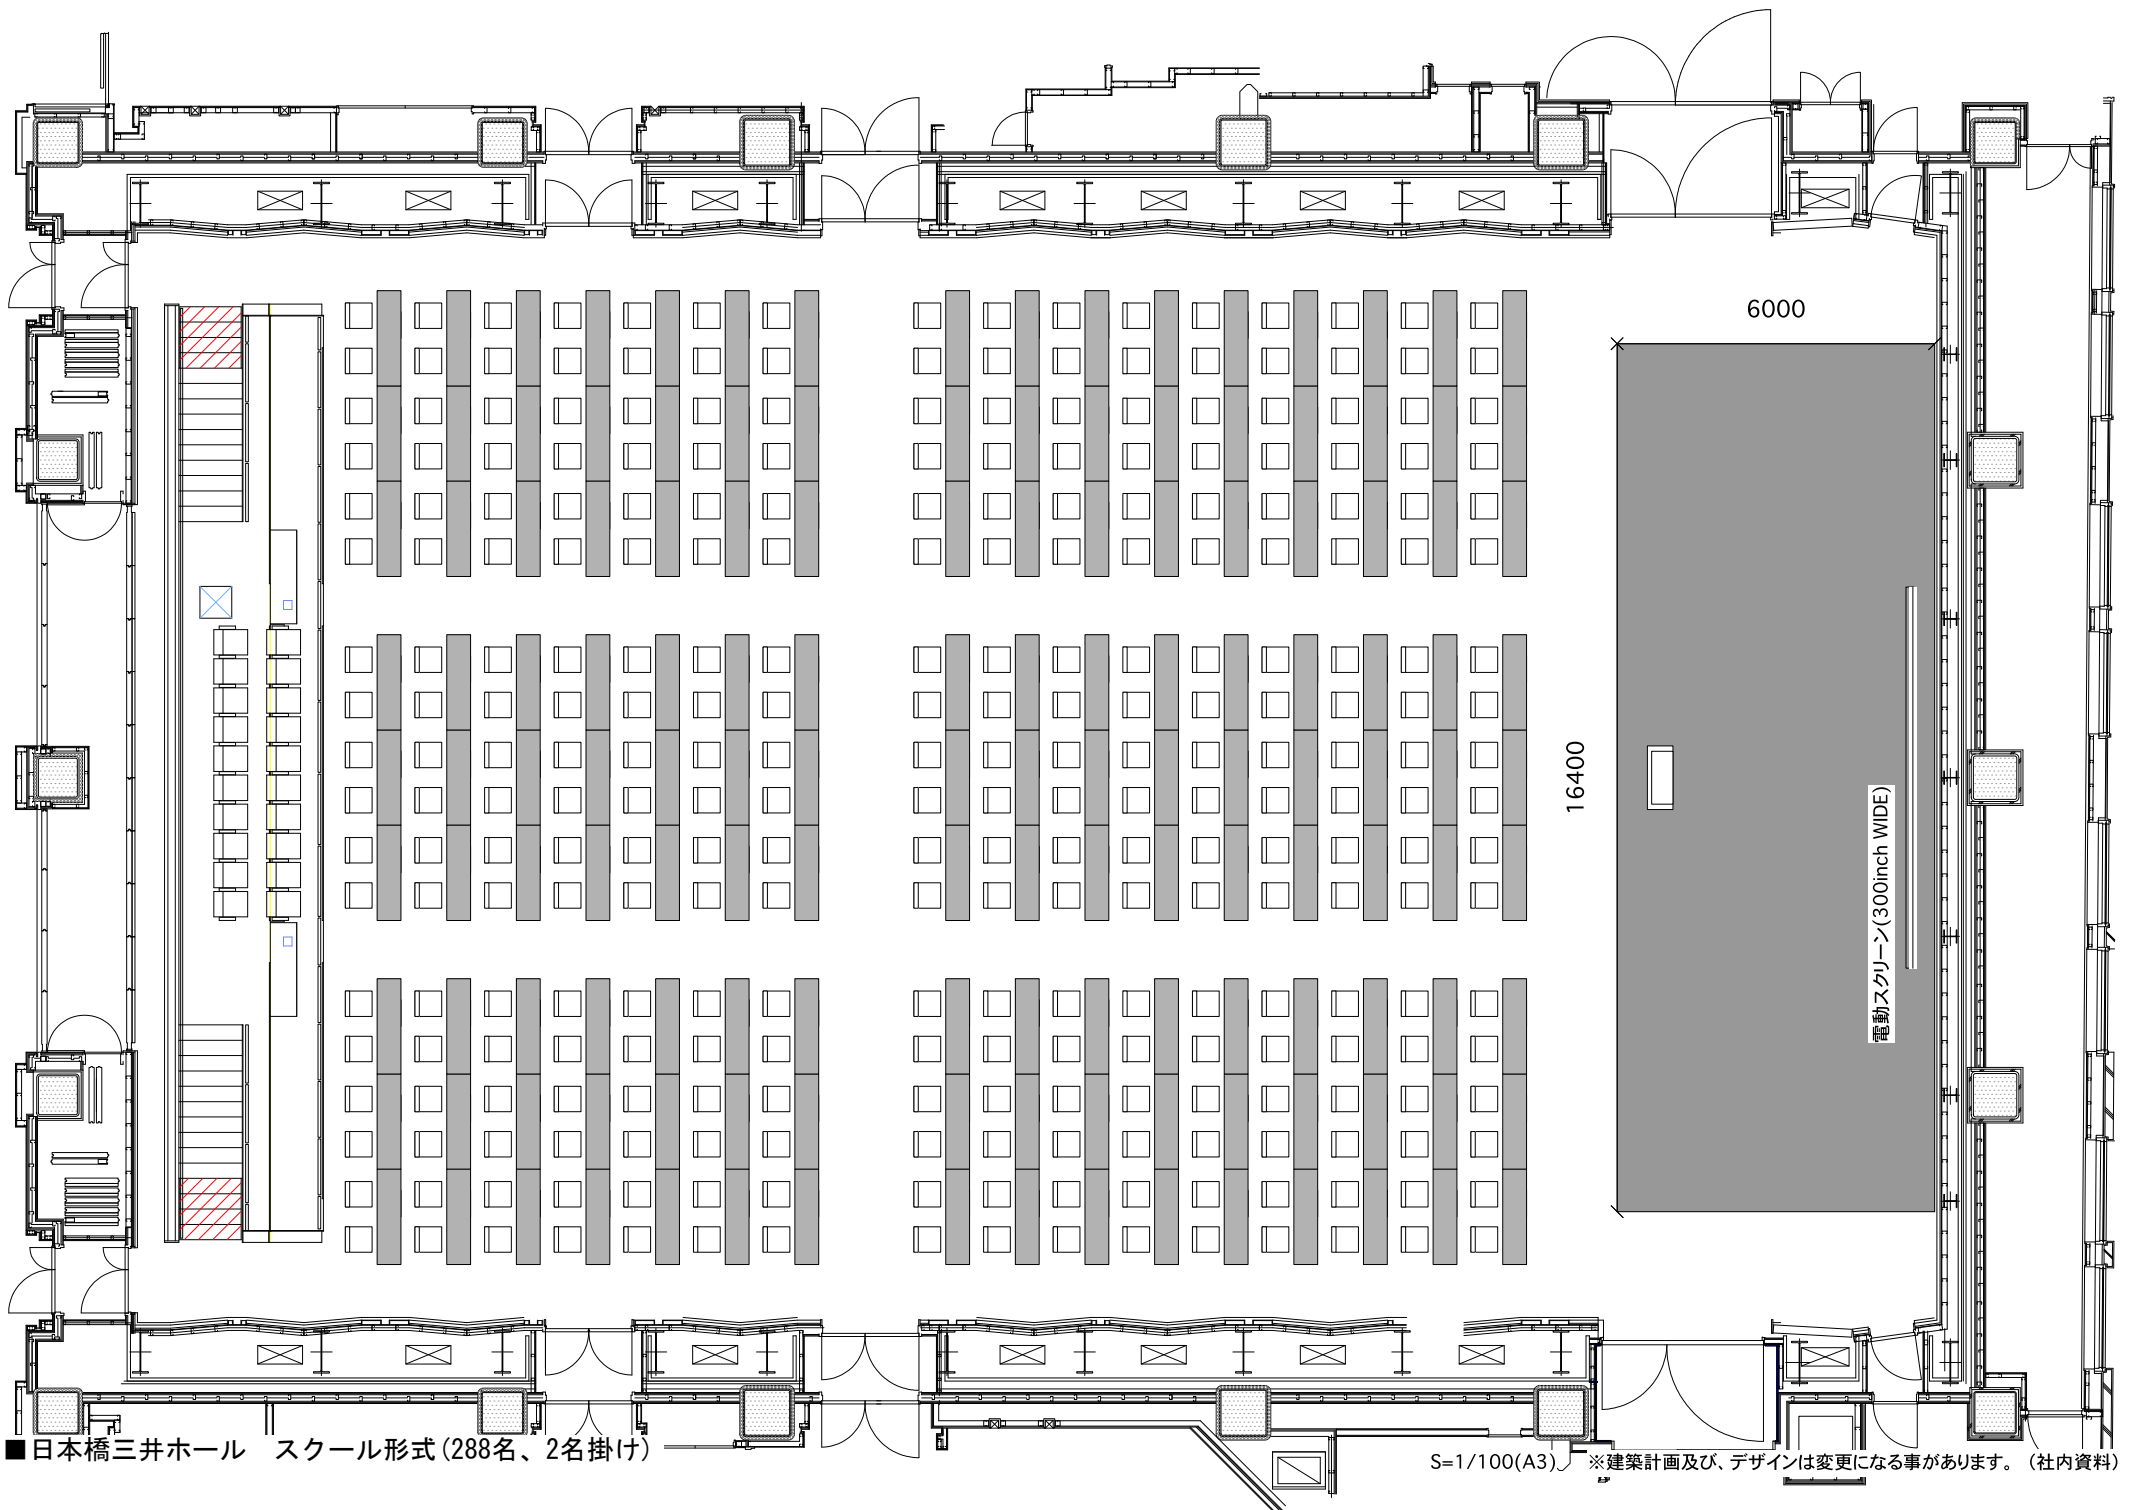 6000
16400
電動スクリーン(300inch WIDE)
■日本橋三井ホール　スクール形式(288名、2名掛け)
S=1/100(A3)　※建築計画及び、デザインは変更になる事があります。（社内資料）